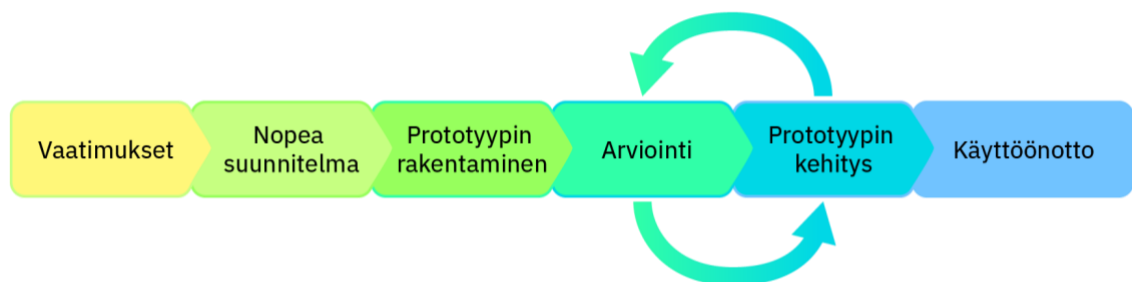 Vaatimukset
Nopea
suunnitelma
Prototyypin
rakentaminen
Arviointi
Prototyypin
kehitys
Käyttöönotto